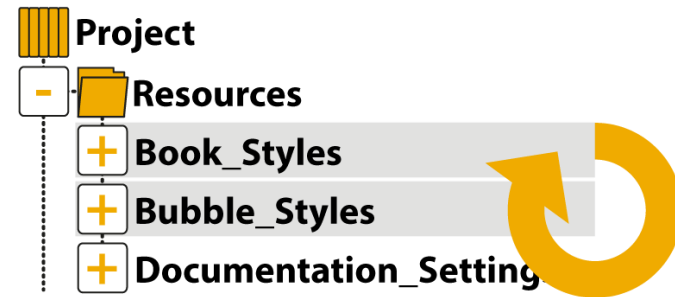 Project
Resources
Book_Styles
Bubble_Styles
Documentation_Setting